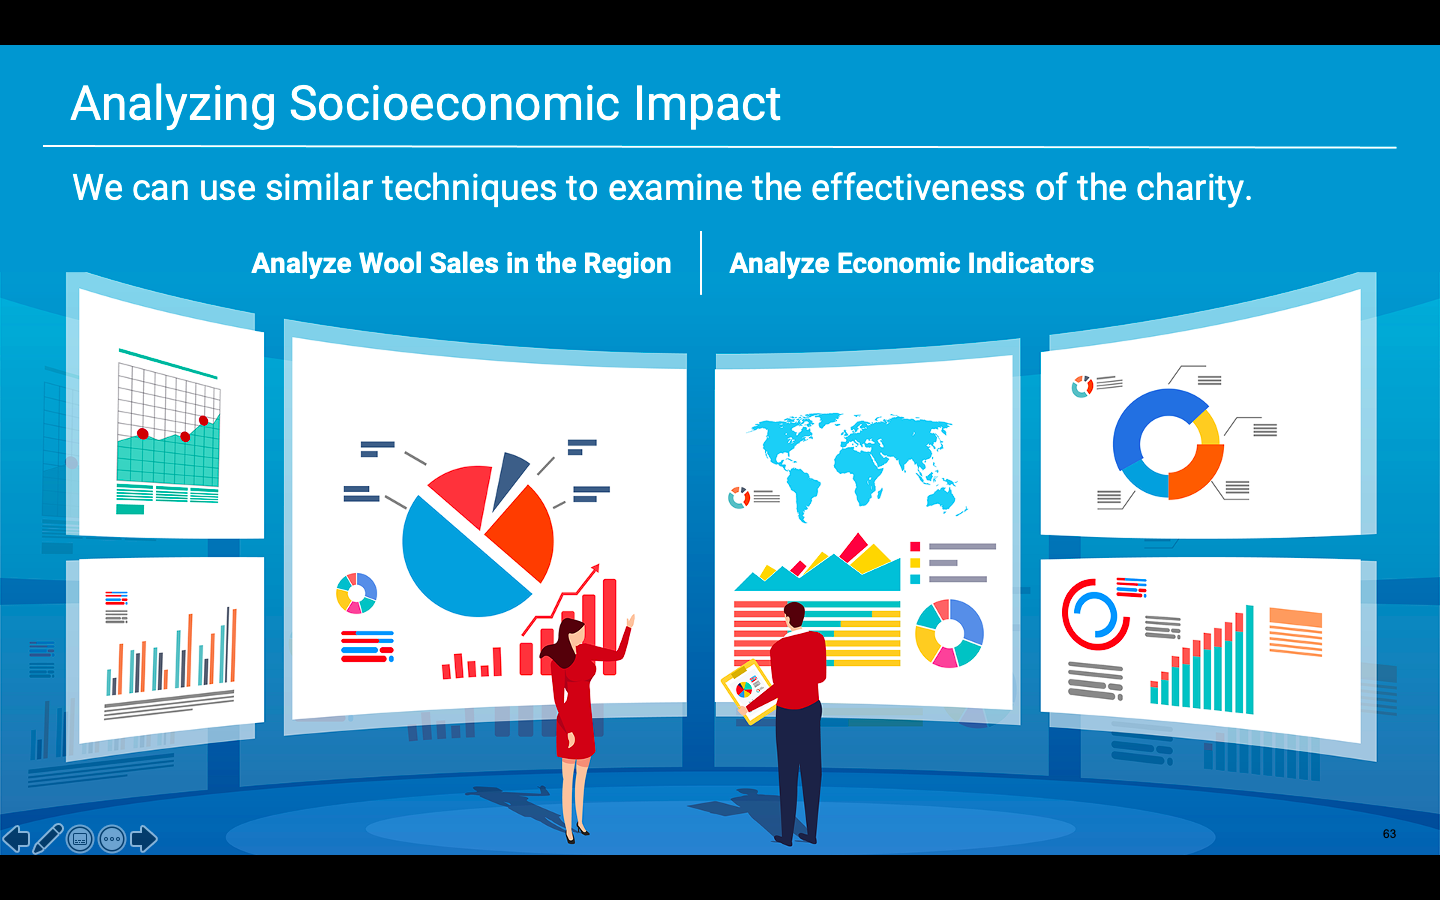 Analyzing Socioeconomic Impact
We can use similar techniques to examine the effectiveness of the charity.
Analyze Wool Sales in the Region
Analyze Economic Indicators
63